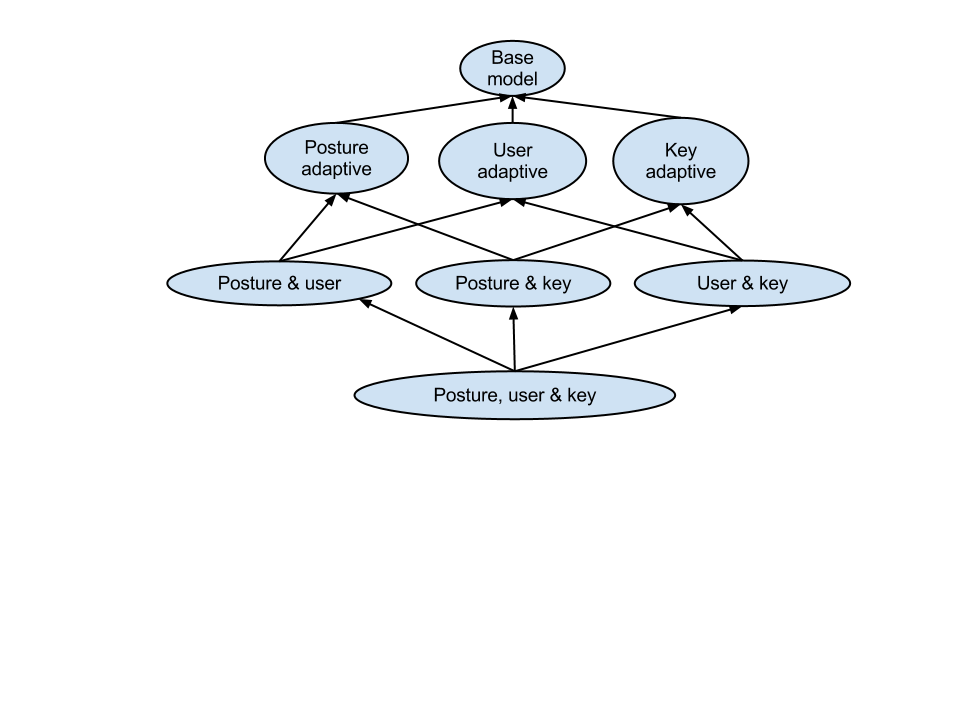 Base
model
Posture
adaptive
User
adaptive
Key
adaptive
Posture & user
Posture & key
User & key
Posture, user & key